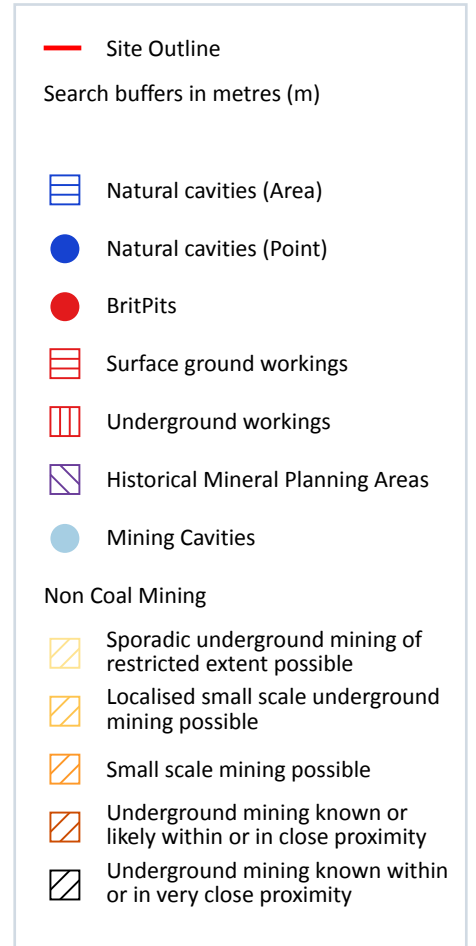 Site Outline
Search buffers in metres (m)
Natural cavities (Area)
Natural cavities (Point)
BritPits
Surface ground workings
Underground workings
Historical Mineral Planning Areas
Mining Cavities
Non Coal Mining
Sporadic underground mining of
restricted extent possible
Localised small scale underground
mining possible
Small scale mining possible
Underground mining known or
likely within or in close proximity
Underground mining known within
or in very close proximity